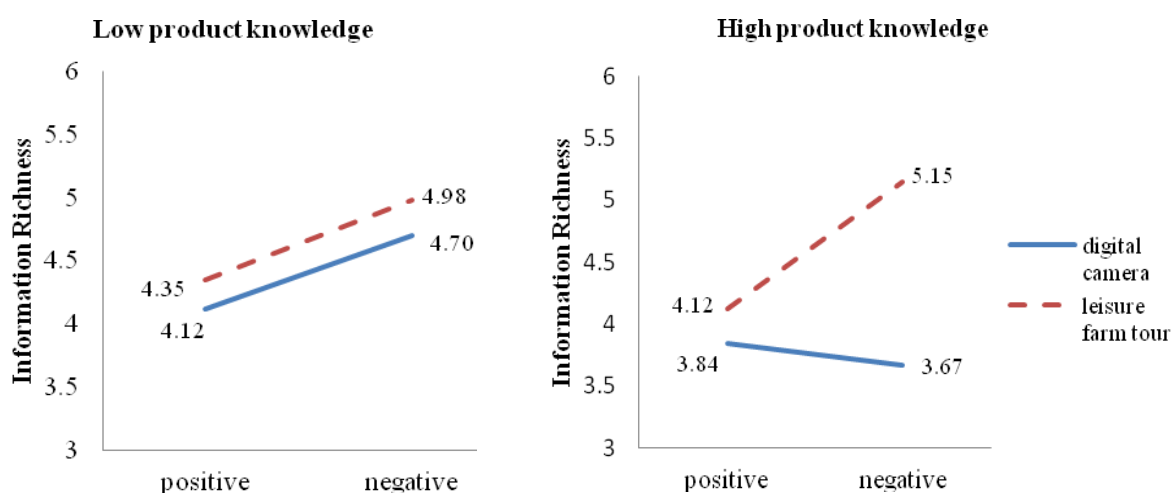 Low product knowledge
Information Richness
6
5.5
5
4.5
4
3.5
3
4.35
4.12
4.98
4.70
positive
negative
High product knowledge
Information Richness
6
5.5
5
4.5
4
3.5
3
4.12
3.84
5.15
3.67
positive
negative
digital
camera
leisure
farm tour